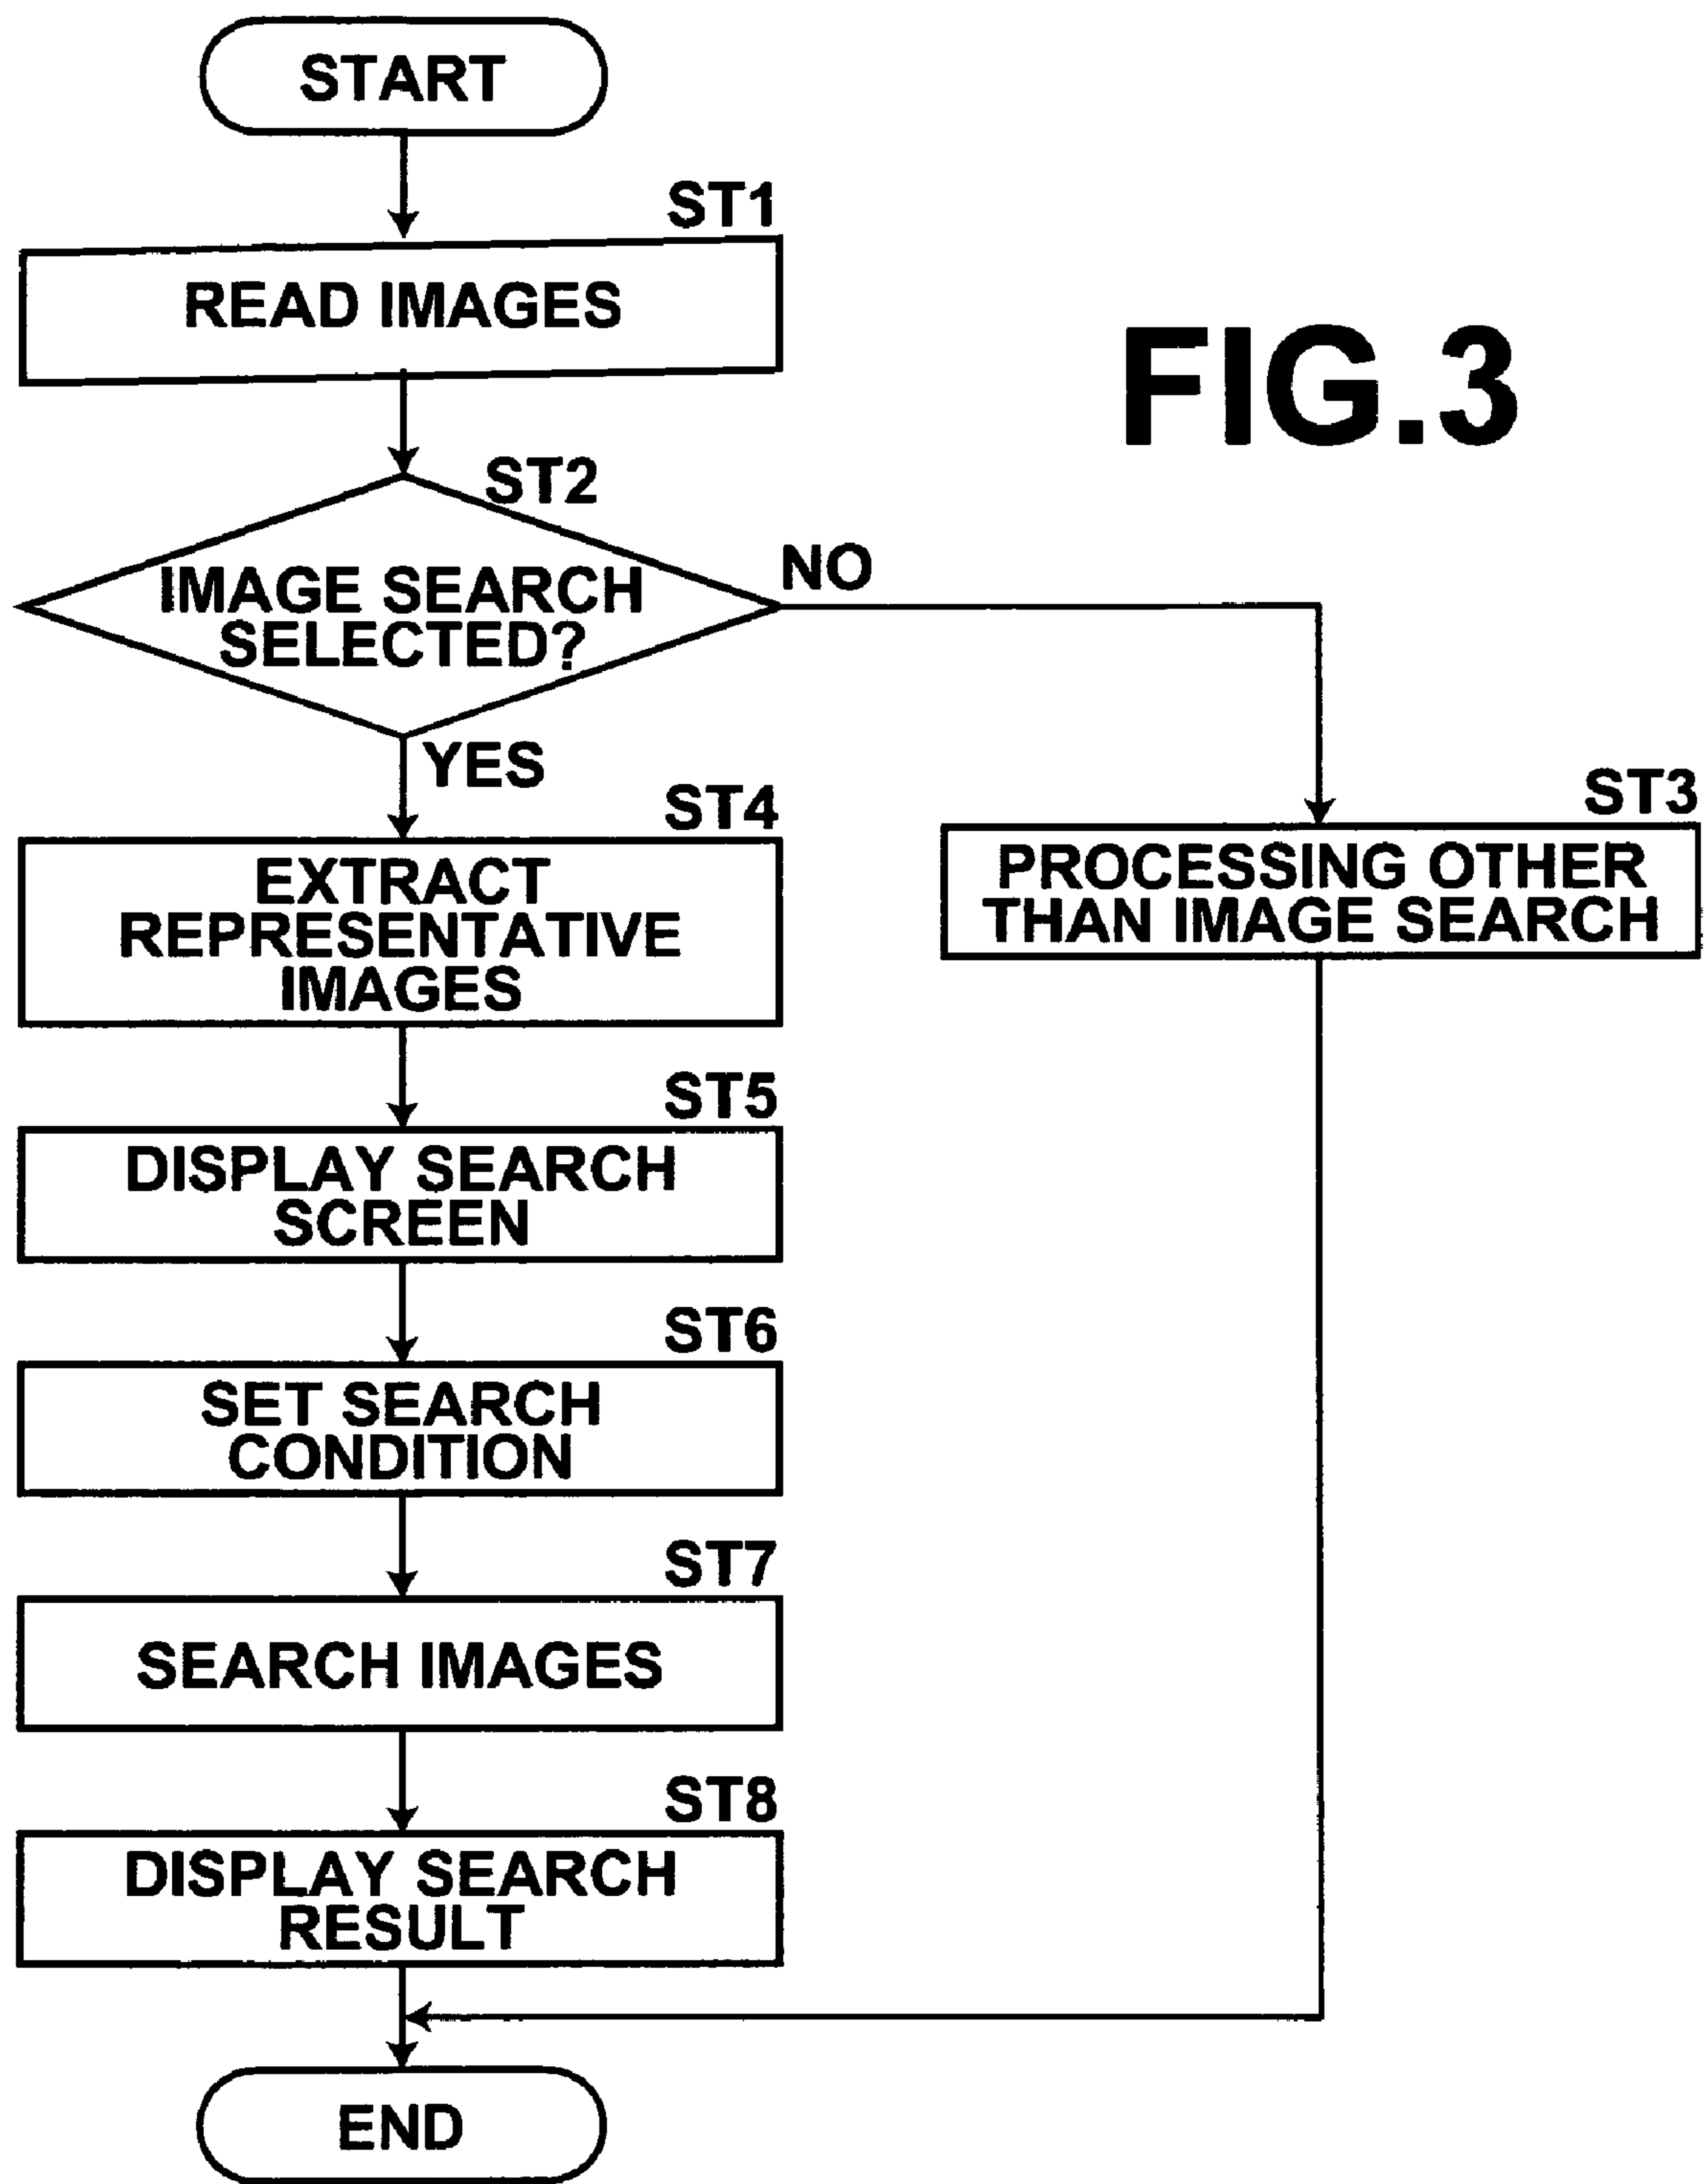 START
ST1
READ IMAGES
FIG.3
ST2
IMAGE SEARCH
SELECTED?
NO
YES
ST3
PROCESSING OTHER
THAN IMAGE SEARCH
ST4
EXTRACT
REPRESENTATIVE
IMAGES
ST5
DISPLAY SEARCH
SCREEN
ST6
SET SEARCH
CONDITION
ST7
SEARCH IMAGES
ST8
DISPLAY SEARCH
RESULT
END